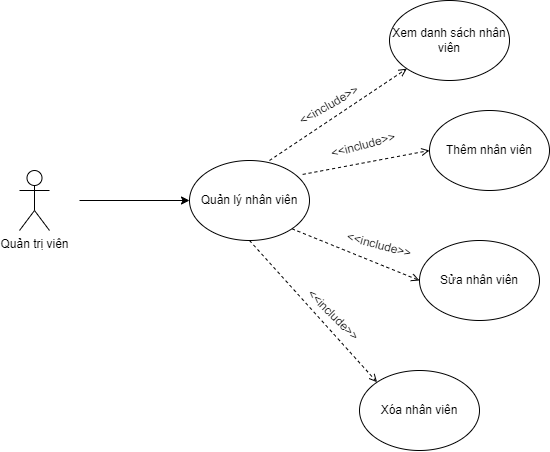 Xem danh sách nhân
viên
<<include>>
<<include>>
Thêm nhân viên
Quản lý nhân viên
Quản trị viên
<<include>>
Sửa nhân viên
<<include>>
Xóa nhân viên